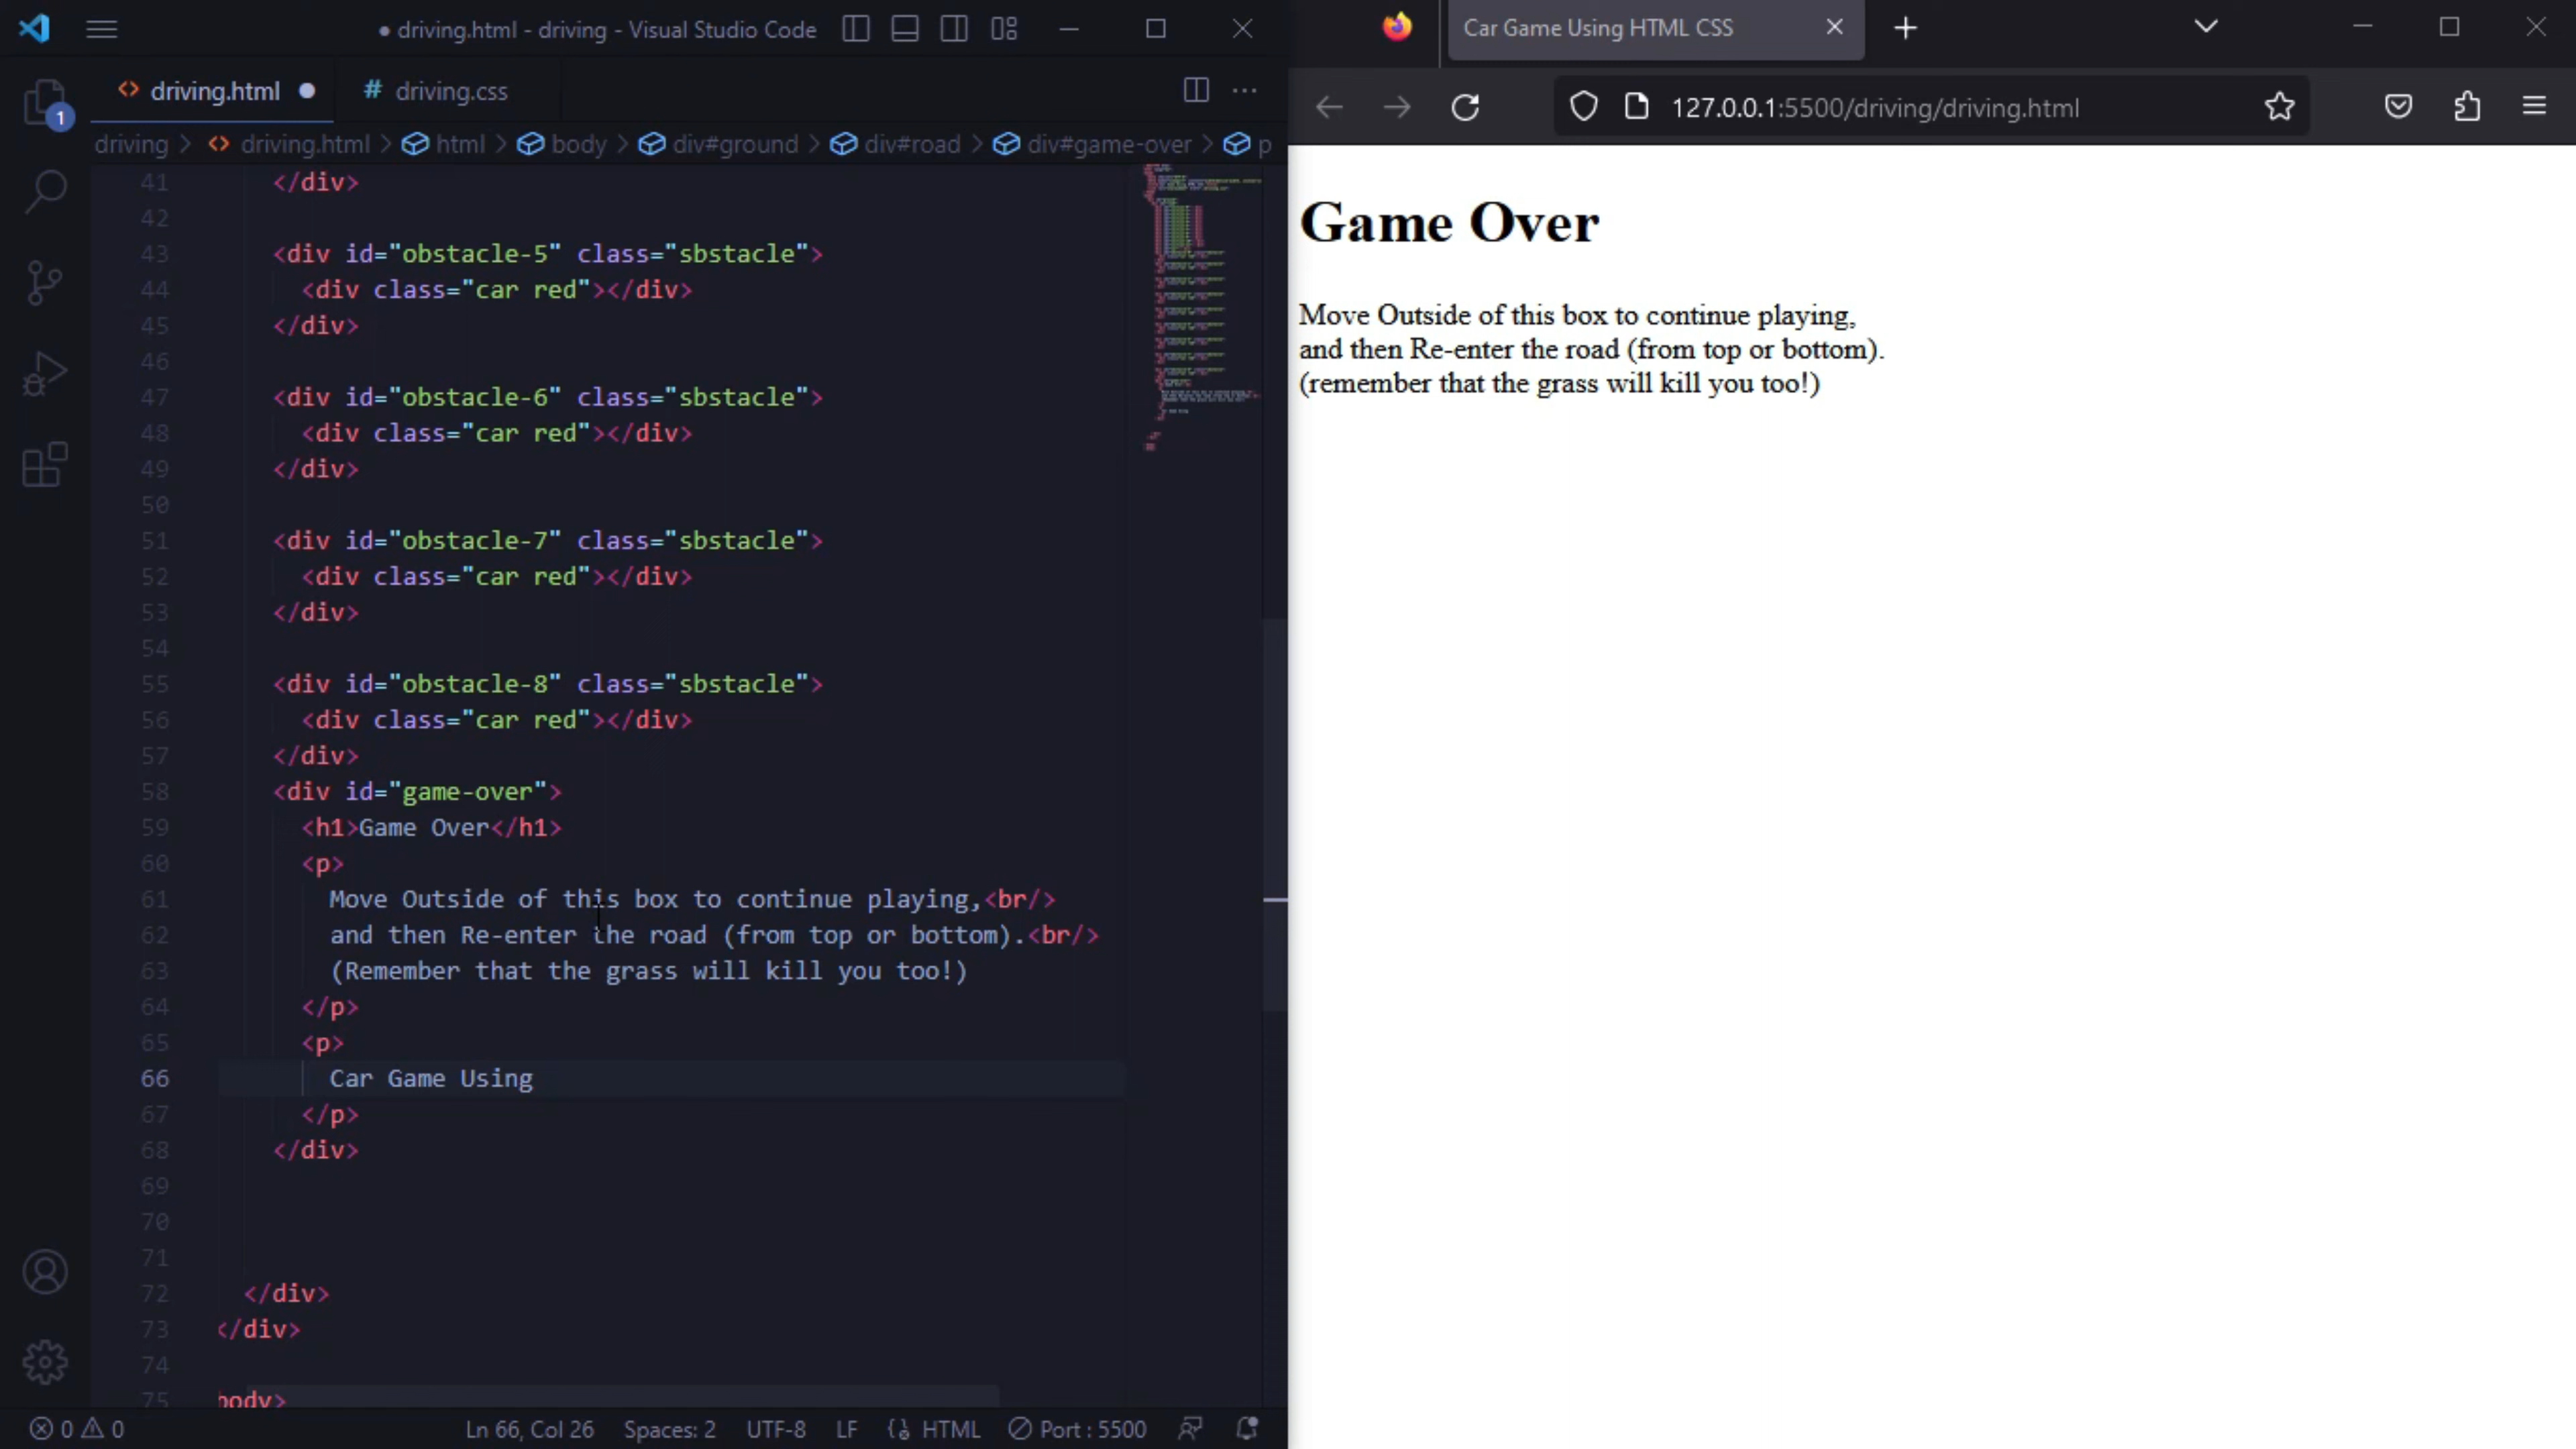 driving.html - driving - Visual Studio Code
driving.html
# driving.css
1
driving > driving.html > html > body > div#ground > div#road > div#game-over > p
41 </div>
42
43 <div id="obstacle-5" class="sbstacle">
44 <div class="car red"></div>
45 </div>
46
47 <div id="obstacle-6" class="sbstacle">
48 <div class="car red"></div>
49 </div>
50
51 <div id="obstacle-7" class="sbstacle">
52 <div class="car red"></div>
53 </div>
54
55 <div id="obstacle-8" class="sbstacle">
56 <div class="car red"></div>
57 </div>
58 <div id="game-over">
59 <h1>Game Over</h1>
60 <p>
61 Move Outside of this box to continue playing,<br/>
62 and then Re-enter the road (from top or bottom).<br/>
63 (Remember that the grass will kill you too!)
64 </p>
65 <p>
66 Car Game Using
67 </p>
68 </div>
69
70
71
72 </div>
73 </div>
74
75 body>
0 0 Ln 66, Col 26 Spaces: 2 UTF-8 LF HTML Port : 5500
Car Game Using HTML CSS
127.0.0.1:5500/driving/driving.html
Game Over
Move Outside of this box to continue playing,
and then Re-enter the road (from top or bottom).
(remember that the grass will kill you too!)